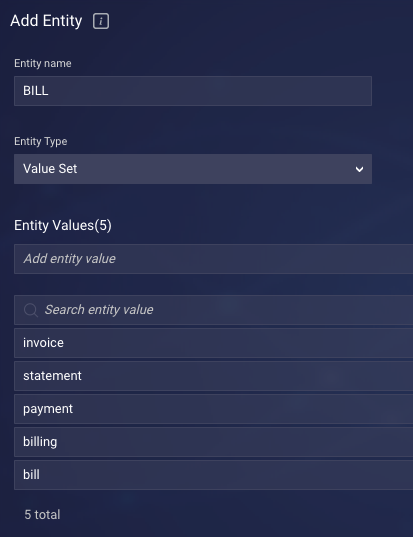 Add Entity i
Entity name
BILL
Entity Type
Value Set
Entity Values(5)
Add entity value
Search entity value
invoice
statement
payment
billing
bill
5 total